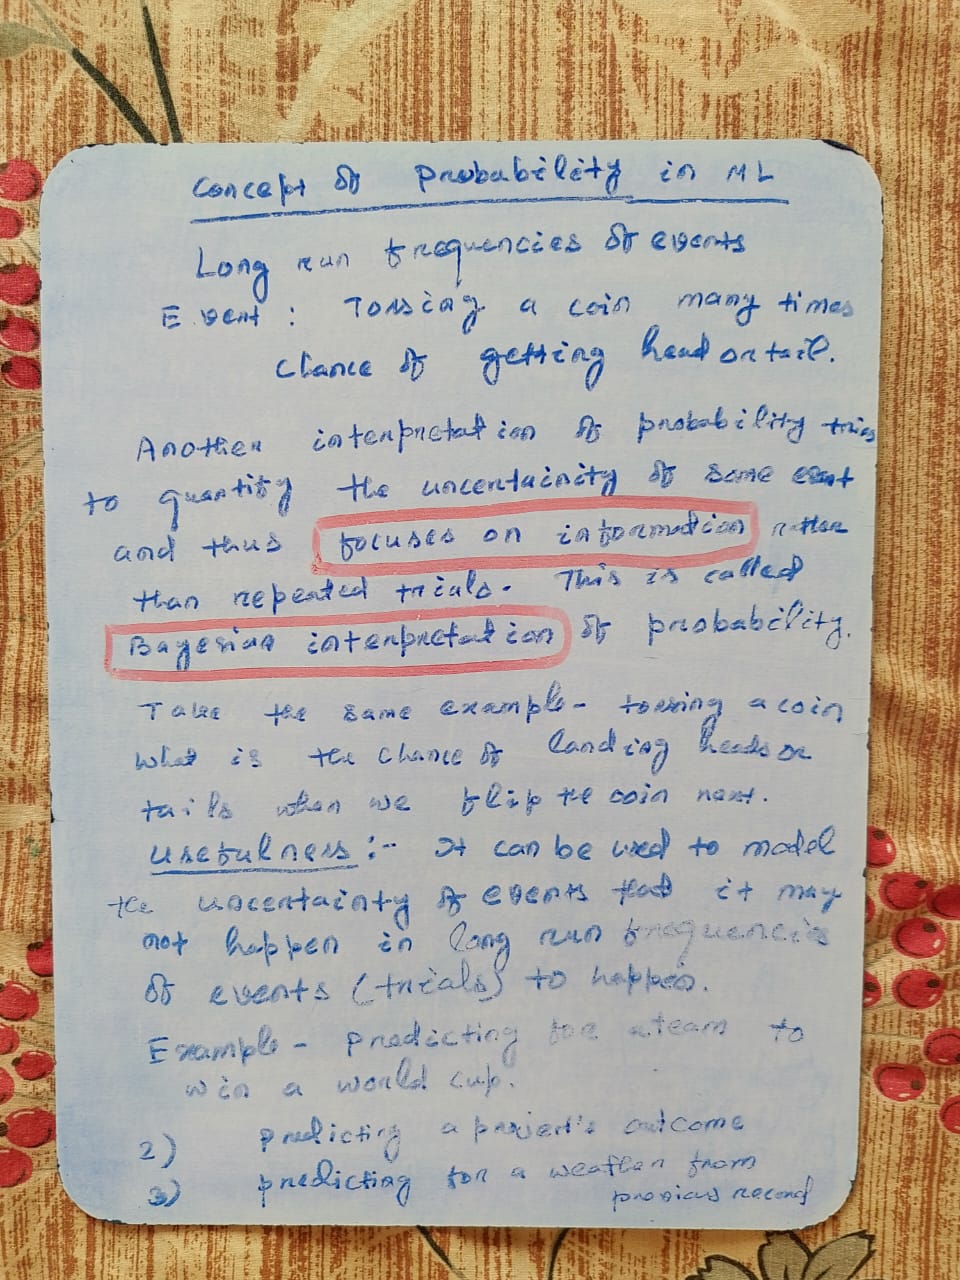 Concept of Probability in ML
Long run frequencies of events
Event : Tossing a coin many times
chance of getting head or tail.
Another interpretation of probability tries
to quantify the uncertainity of some event
and thus focuses on information rather
than repeated trials. This is called
Bayesian interpretation of probability.
Take the same example - tossing a coin
What is the chance of landing heads or
tails when we flip the coin next.
Usefulness :- It can be used to model
the uncertainty of events that it may
not happen in long run frequencies
of events (trials) to happen.
Example - predicting for a team to
win a world cup.
2) predicting a project's outcome
3) predicting for a weather from
previous record